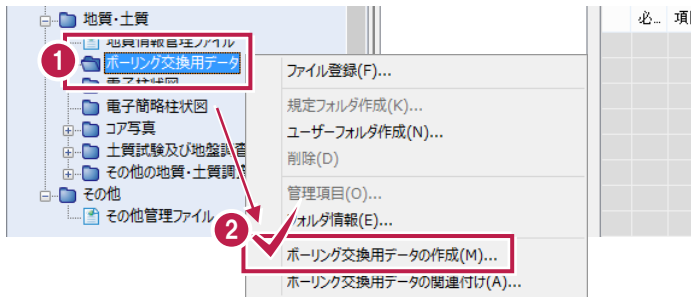 地質・土質
地質情報管理ファイル
ボーリング交換用データ
電子柱状図
電子簡略柱状図
コア写真
土質試験及び地盤調査
その他の地質・土質調査
その他
その他管理ファイル
1
2
ファイル登録(F)...
規定フォルダ作成(K)...
ユーザーフォルダ作成(N)...
削除(D)
管理項目(O)...
フォルダ情報(E)...
ボーリング交換用データの作成(M)...
ボーリング交換用データの関連付け(A)...
必... 項目